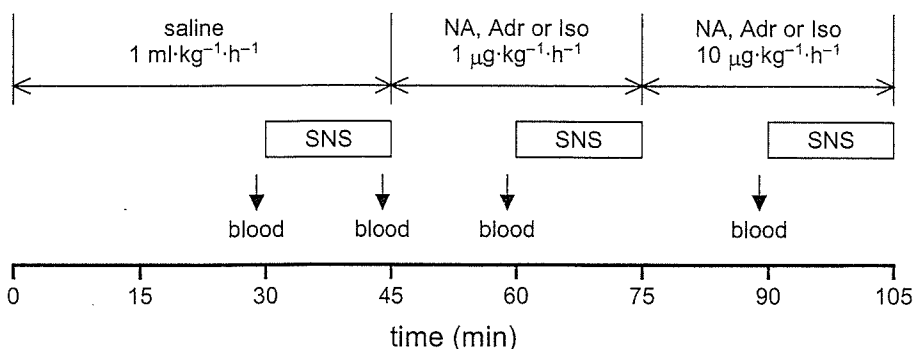 saline
1 ml·kg⁻¹·h⁻¹
NA, Adr or Iso
1 μg·kg⁻¹·h⁻¹
NA, Adr or Iso
10 μg·kg⁻¹·h⁻¹
SNS
SNS
SNS
blood
blood
blood
blood
0
15
30
45
60
75
90
105
time (min)